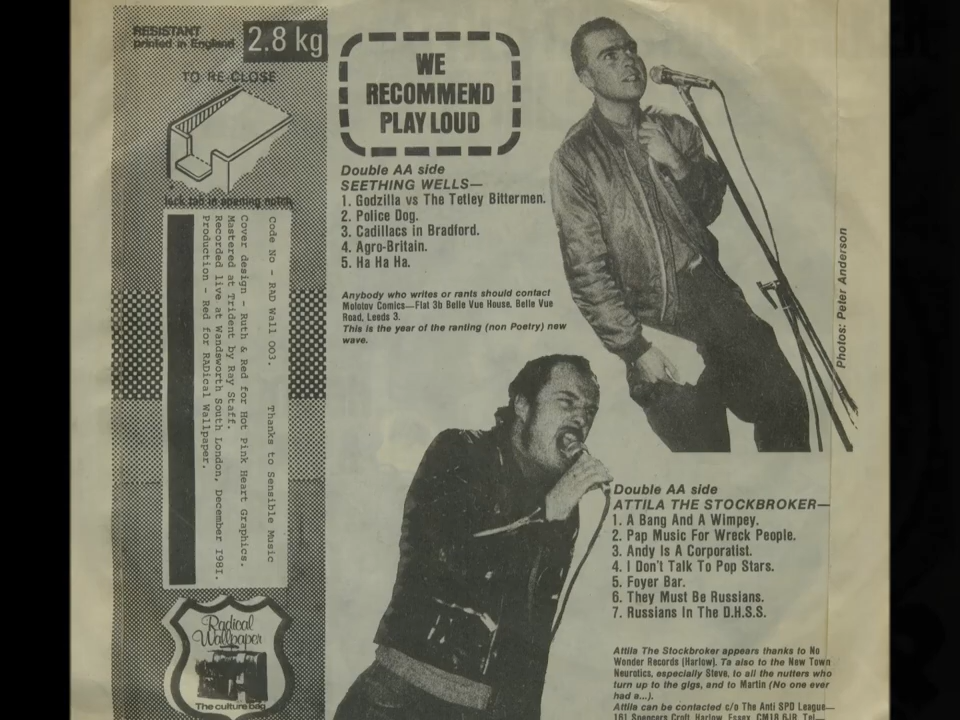 RESISTANT
printed in England
2.8 kg
TO RE CLOSE
lock tab in opening notch
Code No - RAD Wall 003. Thanks to Sensible Music
Cover design - Ruth & Red for Hot Pink Heart Graphics.
Mastered at Trident by Ray Staff.
Recorded live at Wandsworth South London, December 1981.
Production - Red for RADical Wallpaper.
Radical
Wallpaper
The culture bag
WE
RECOMMEND
PLAY LOUD
Double AA side
SEETHING WELLS—
1. Godzilla vs The Tetley Bittermen.
2. Police Dog.
3. Cadillacs in Bradford.
4. Agro-Britain.
5. Ha Ha Ha.
Anybody who writes or rants should contact
Molotov Comics—Flat 3b Belle Vue House, Belle Vue
Road, Leeds 3.
This is the year of the ranting (non Poetry) new
wave.
Photos: Peter Anderson
Double AA side
ATTILA THE STOCKBROKER—
1. A Bang And A Wimpey.
2. Pap Music For Wreck People.
3. Andy Is A Corporatist.
4. I Don't Talk To Pop Stars.
5. Foyer Bar.
6. They Must Be Russians.
7. Russians In The D.H.S.S.
Attila The Stockbroker appears thanks to No
Wonder Records (Harlow). Ta also to the New Town
Neurotics, especially Steve, to all the nutters who
turn up to the gigs, and to Martin (No one ever
had a...).
Attila can be contacted c/o The Anti SPD League—
161 Spencers Croft, Harlow, Essex, CM18 6JR Tel